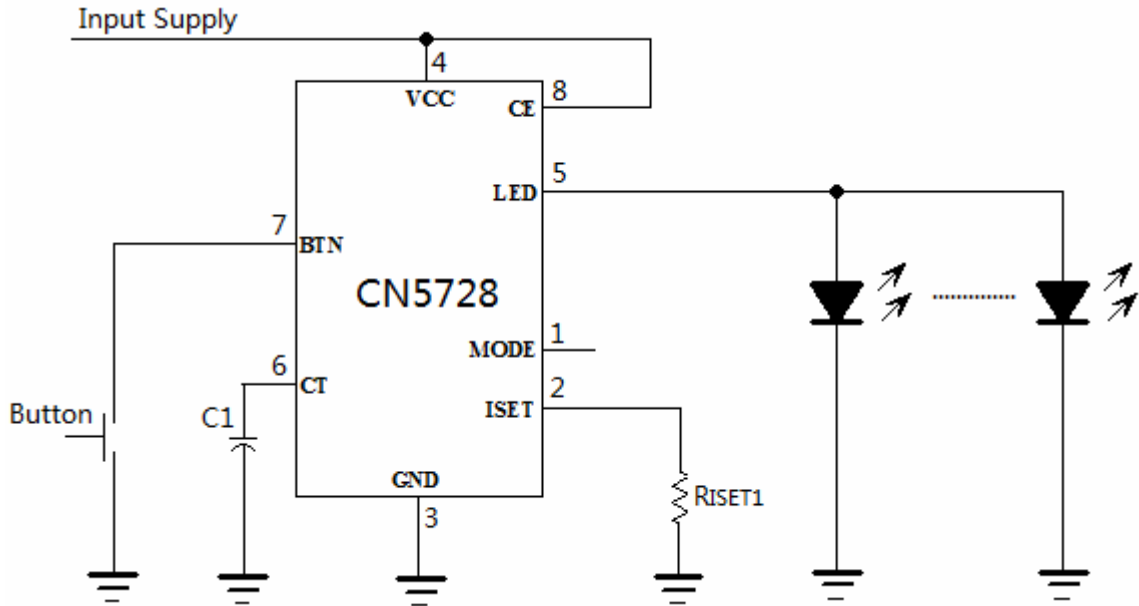 Input Supply
4
VCC
8
CE
5
LED
7
BTN
CN5728
1
MODE
6
CT
2
ISET
Button
C1
GND
3
RISET1